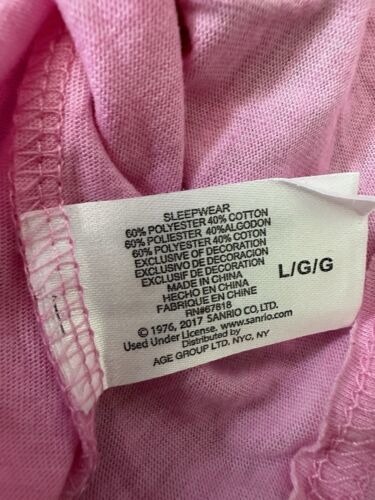 SLEEPWEAR
60% POLYESTER 40% COTTON
60% POLIESTER 40%ALGODON
60% POLYESTER 40% COTON
EXCLUSIVE OF DECORATION
EXCLUSIVO DE DECORATION
EXCLUSIF DE DECORATION
MADE IN CHINA
HECHO EN CHINA
FABRIQUE EN CHINE
RN#67818
© 1976, 2017 SANRIO CO,LTD.
Used Under License. www.sanrio.com
Distributed by
AGE GROUP LTD. NYC, NY
L/G/G